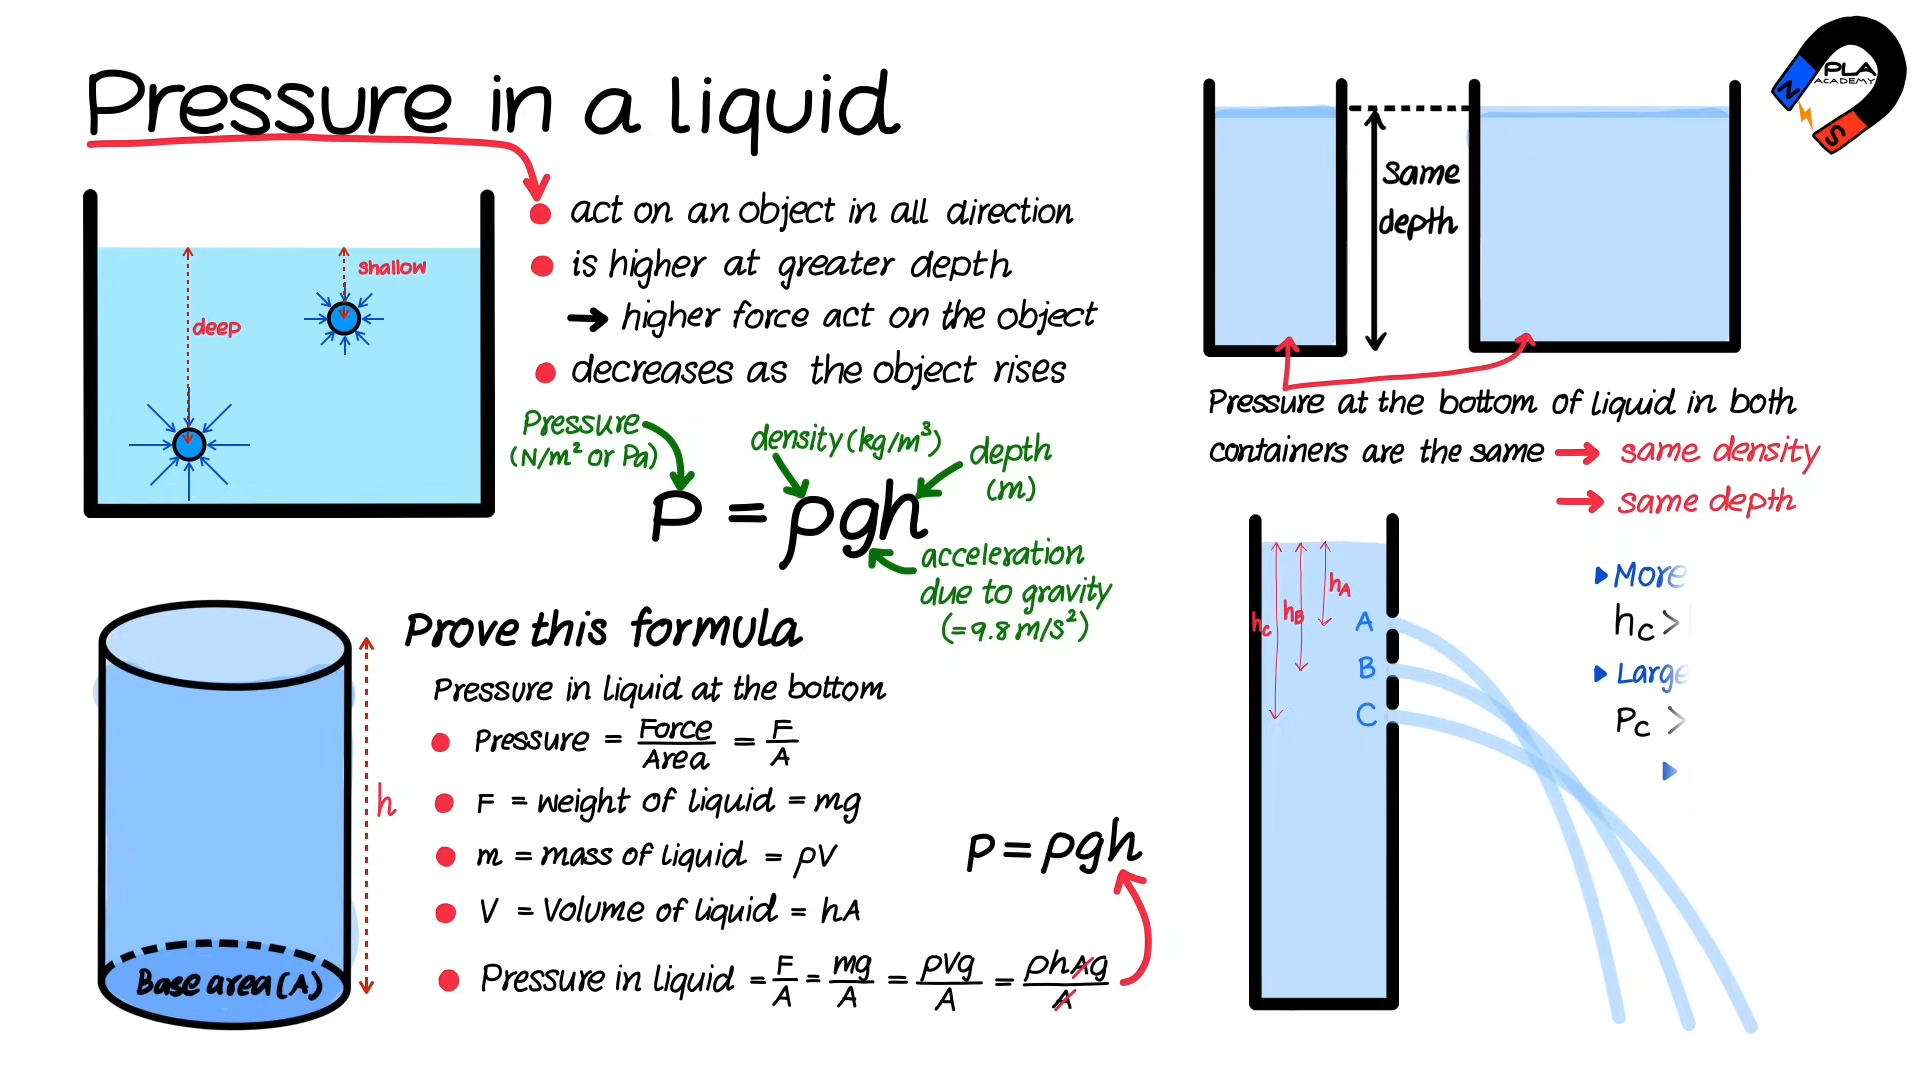 Pressure in a liquid
act on an object in all direction
is higher at greater depth
→ higher force act on the object
decreases as the object rises
shallow
deep
Pressure
(N/m² or Pa)
density (kg/m³)
depth
(m)
P = ρgh
acceleration
due to gravity
(=9.8 m/s²)
h
Base area (A)
Prove this formula
Pressure in liquid at the bottom
Pressure = Force/Area = F/A
F = weight of liquid = mg
m = mass of liquid = ρV
V = Volume of liquid = hA
Pressure in liquid = F/A = mg/A = ρVg/A = ρhAg/A
P = ρgh
PLA
ACADEMY
N
S
Same
depth
Pressure at the bottom of liquid in both
containers are the same → same density
→ same depth
hA
hB
hC
A
B
C
More
hC >
Large
PC >